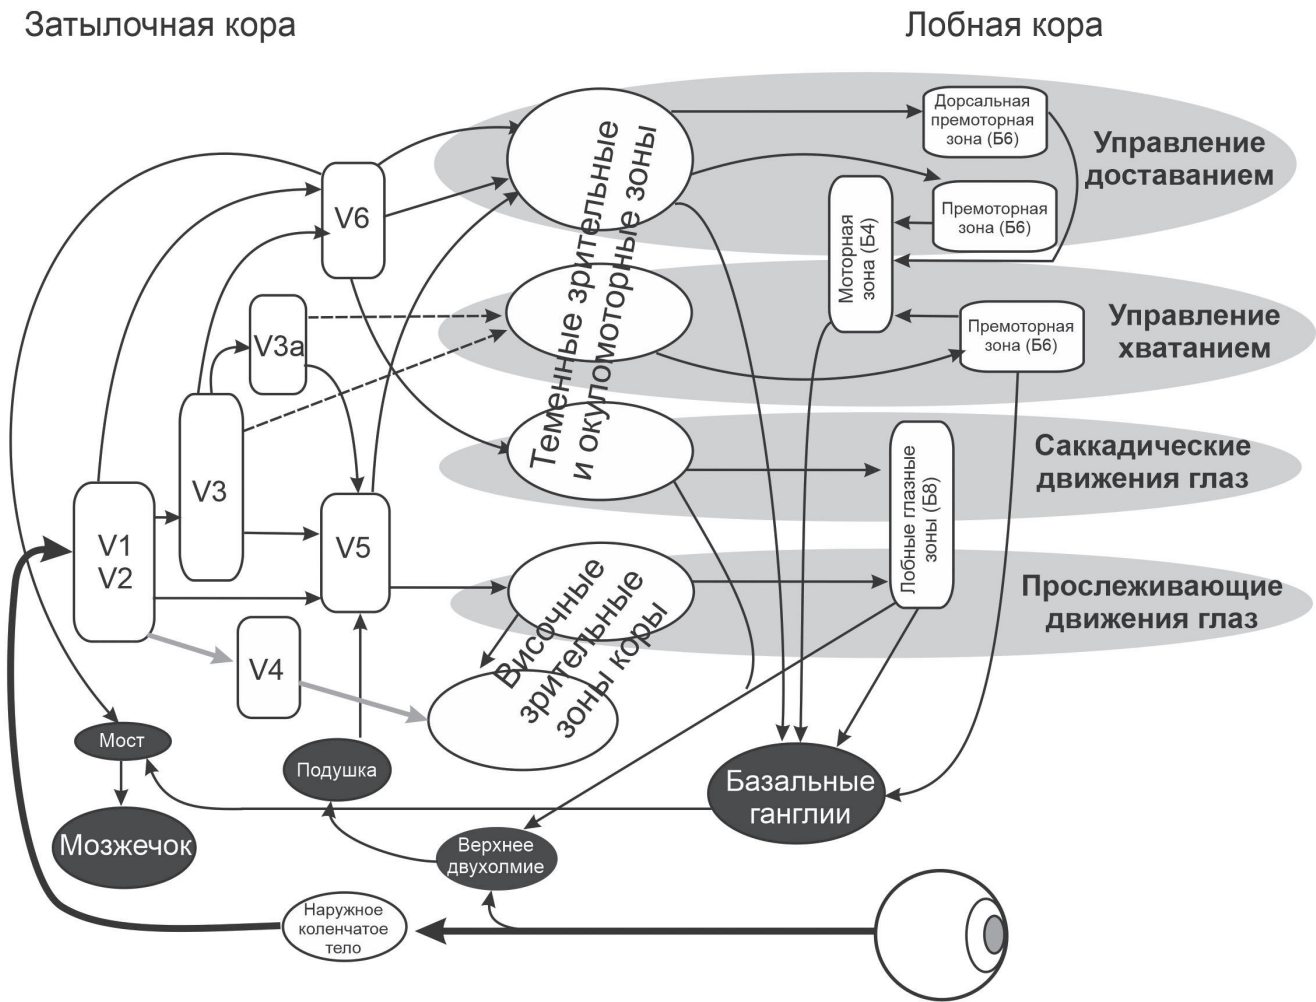 Затылочная кора
Лобная кора
Дорсальная
премоторная
зона (Б6)
Управление
доставанием
V6
Теменные зрительные
и окуломоторные зоны
Моторная
зона (Б4)
Премоторная
зона (Б6)
V3a
Премоторная
зона (Б6)
Управление
хватанием
V3
Саккадические
движения глаз
V1
V2
V5
Лобные глазные
зоны (Б8)
Прослеживающие
движения глаз
Височные
зрительные
зоны коры
V4
Мост
Подушка
Базальные
ганглии
Мозжечок
Верхнее
двухолмие
Наружное
коленчатое
тело